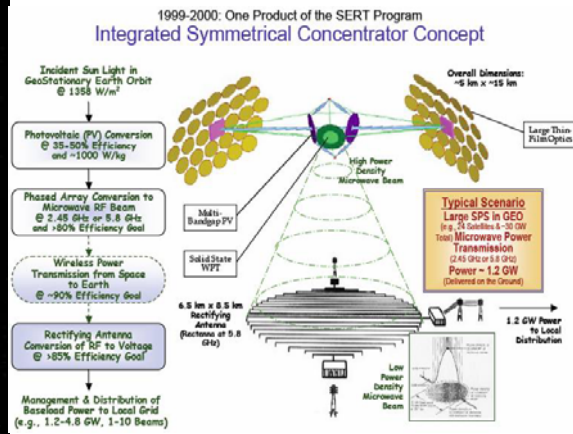 1999-2000: One Product of the SERT Program
Integrated Symmetrical Concentrator Concept
Incident Sun Light in
GeoStationary Earth Orbit
@ 1358 W/m²
Photovoltaic (PV) Conversion
@ 35-50% Efficiency
and ~1000 W/kg
Phased Array Conversion to
Microwave RF Beam
@ 2.45 GHz or 5.8 GHz
and >80% Efficiency Goal
Wireless Power
Transmission from Space
to Earth
@ ~90% Efficiency Goal
Rectifying Antenna
Conversion of RF to Voltage
@ >85% Efficiency Goal
Management & Distribution of
Baseload Power to Local Grid
(e.g., 1.2-4.8 GW, 1-10 Beams)
Overall Dimensions:
~5 km x ~15 km
Large Thin-
Film Optics
High Power
Density
Microwave Beam
Multi-
Bandgap PV
Solid State
WPT
Typical Scenario
Large SPS in GEO
(e.g., 24 Satellites & ~30 GW
Total) Microwave Power
Transmission
(2.45 GHz or 5.8 GHz)
Power ~ 1.2 GW
(Delivered on the Ground)
6.5 km x 8.5 km
Rectifying
Antenna
(Rectenna at 5.8
GHz)
1.2 GW Power
to Local
Distribution
Low
Power
Density
Microwave
Beam